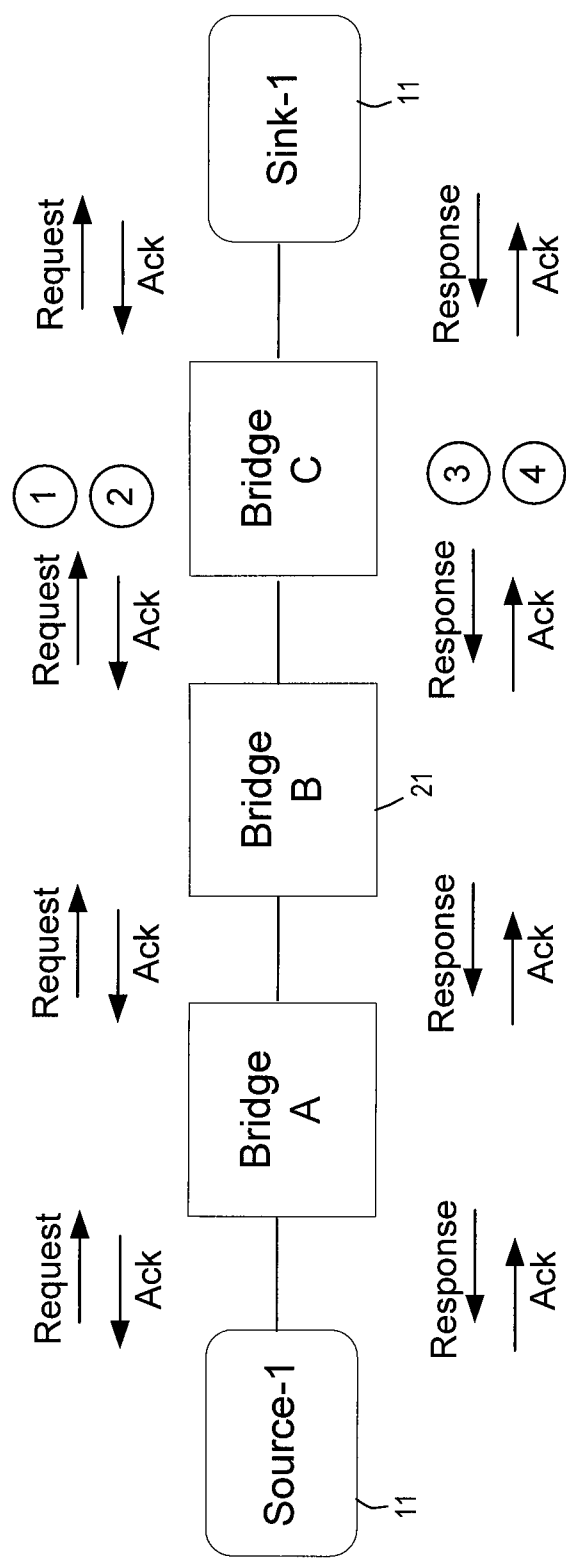 Request
Request
Request
1
Request
Ack
Ack
Ack
2
Ack
Source-1
Bridge
A
Bridge
B
Bridge
C
Sink-1
11
21
11
Response
Response
Response
3
Response
Ack
Ack
Ack
4
Ack